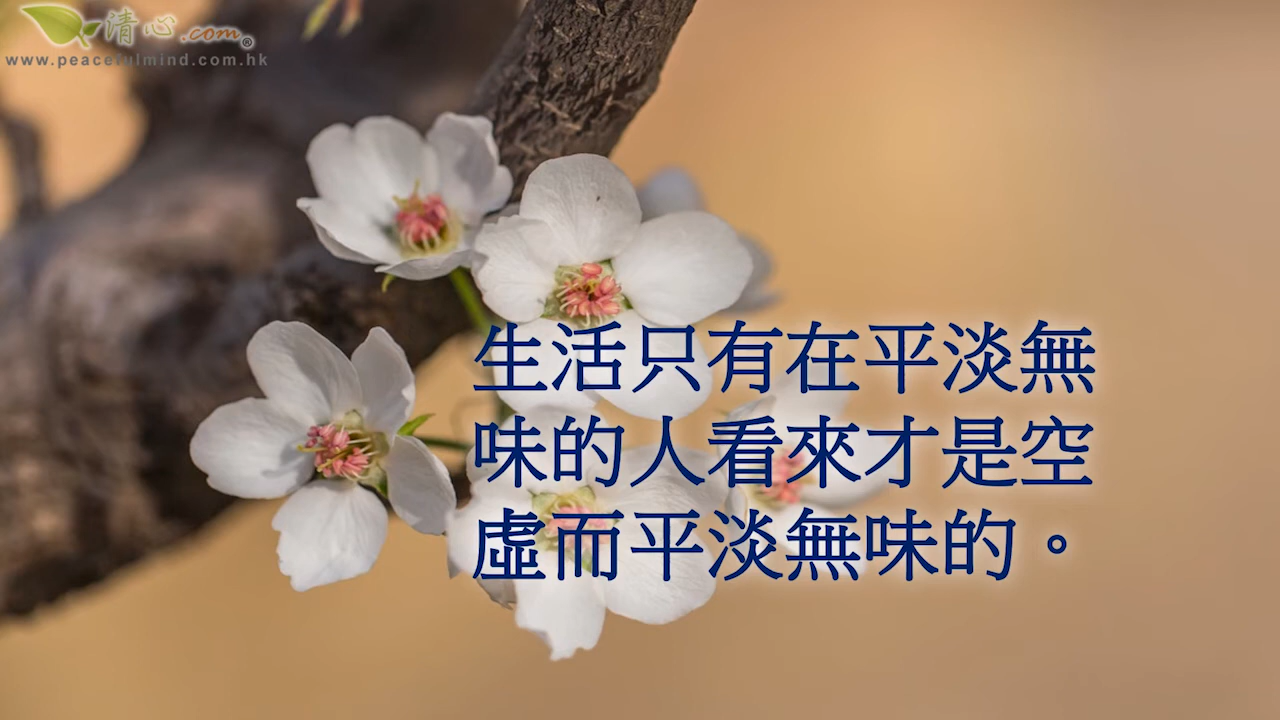 清心.com®
www.peacefulmind.com.hk
生活只有在平淡無
味的人看來才是空
虛而平淡無味的。